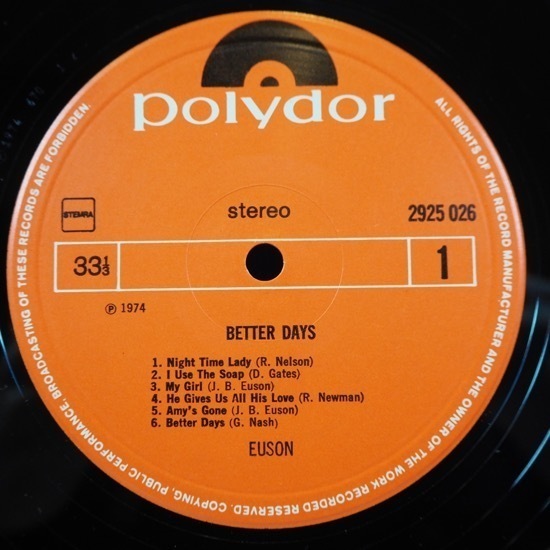 polydor
STEMRA
stereo
2925 026
33⅓
1
℗ 1974
BETTER DAYS
1. Night Time Lady (R. Nelson)
2. I Use The Soap (D. Gates)
3. My Girl (J. B. Euson)
4. He Gives Us All His Love (R. Newman)
5. Amy's Gone (J. B. Euson)
6. Better Days (G. Nash)
EUSON
ALL RIGHTS OF THE RECORD MANUFACTURER AND THE OWNER OF THE WORK RECORDED RESERVED. COPYING, PUBLIC PERFORMANCE, BROADCASTING OF THESE RECORDS ARE FORBIDDEN.